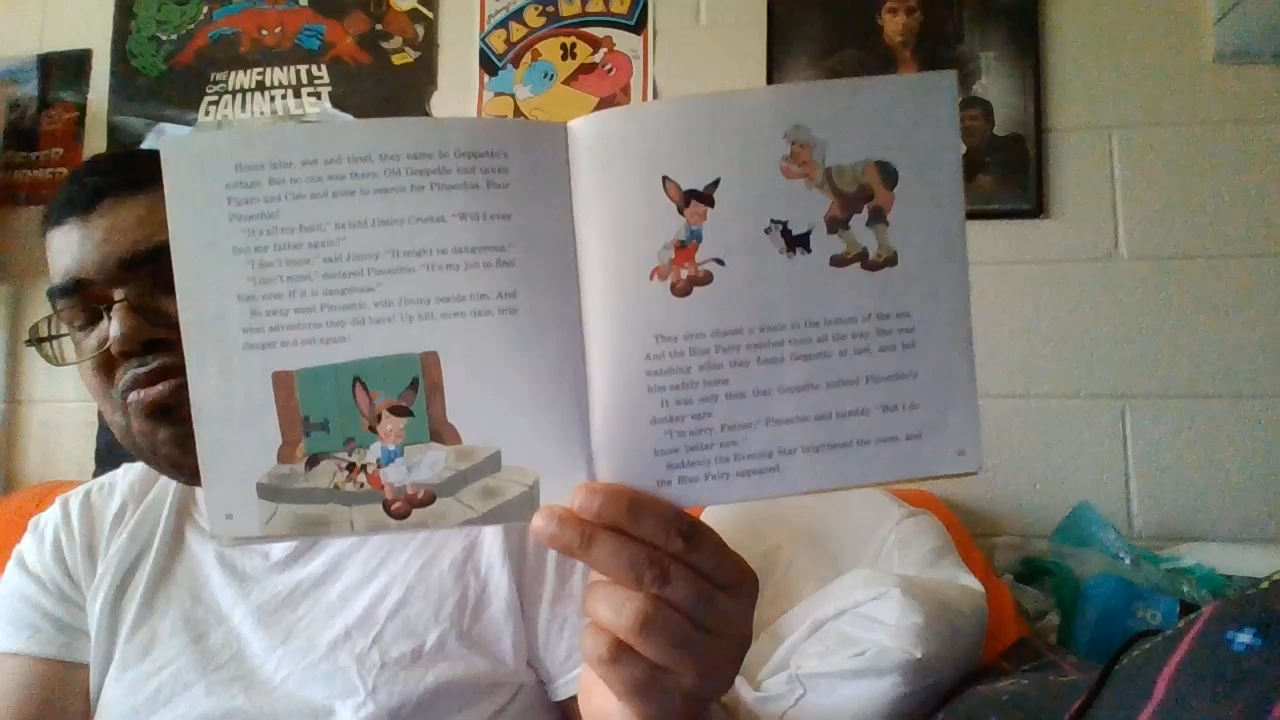 THE INFINITY
GAUNTLET
PAC-MAN
Hours later, wet and tired, they came to Geppetto's
cottage. But no one was there. Old Geppetto had taken
Figaro and Cleo and gone to search for Pinocchio. Poor
Pinocchio!
"It's all my fault," he told Jiminy Cricket. "Will I ever
find my father again?"
"I don't know," said Jiminy. "It might be dangerous."
"I don't mind," declared Pinocchio. "It's my job to find
him, even if it is dangerous."
So away went Pinocchio, with Jiminy beside him. And
what adventures they did have! Up hill, down dale, into
danger and out again!
They even chased a whale to the bottom of the sea.
And the Blue Fairy watched them all the way. She was
watching when they found Geppetto at last, and led
him safely home.
It was only then that Geppetto noticed Pinocchio's
donkey ears.
"I'm sorry, Father," Pinocchio said humbly. "But I do
know better now."
Suddenly the Evening Star brightened the room, and
the Blue Fairy appeared.